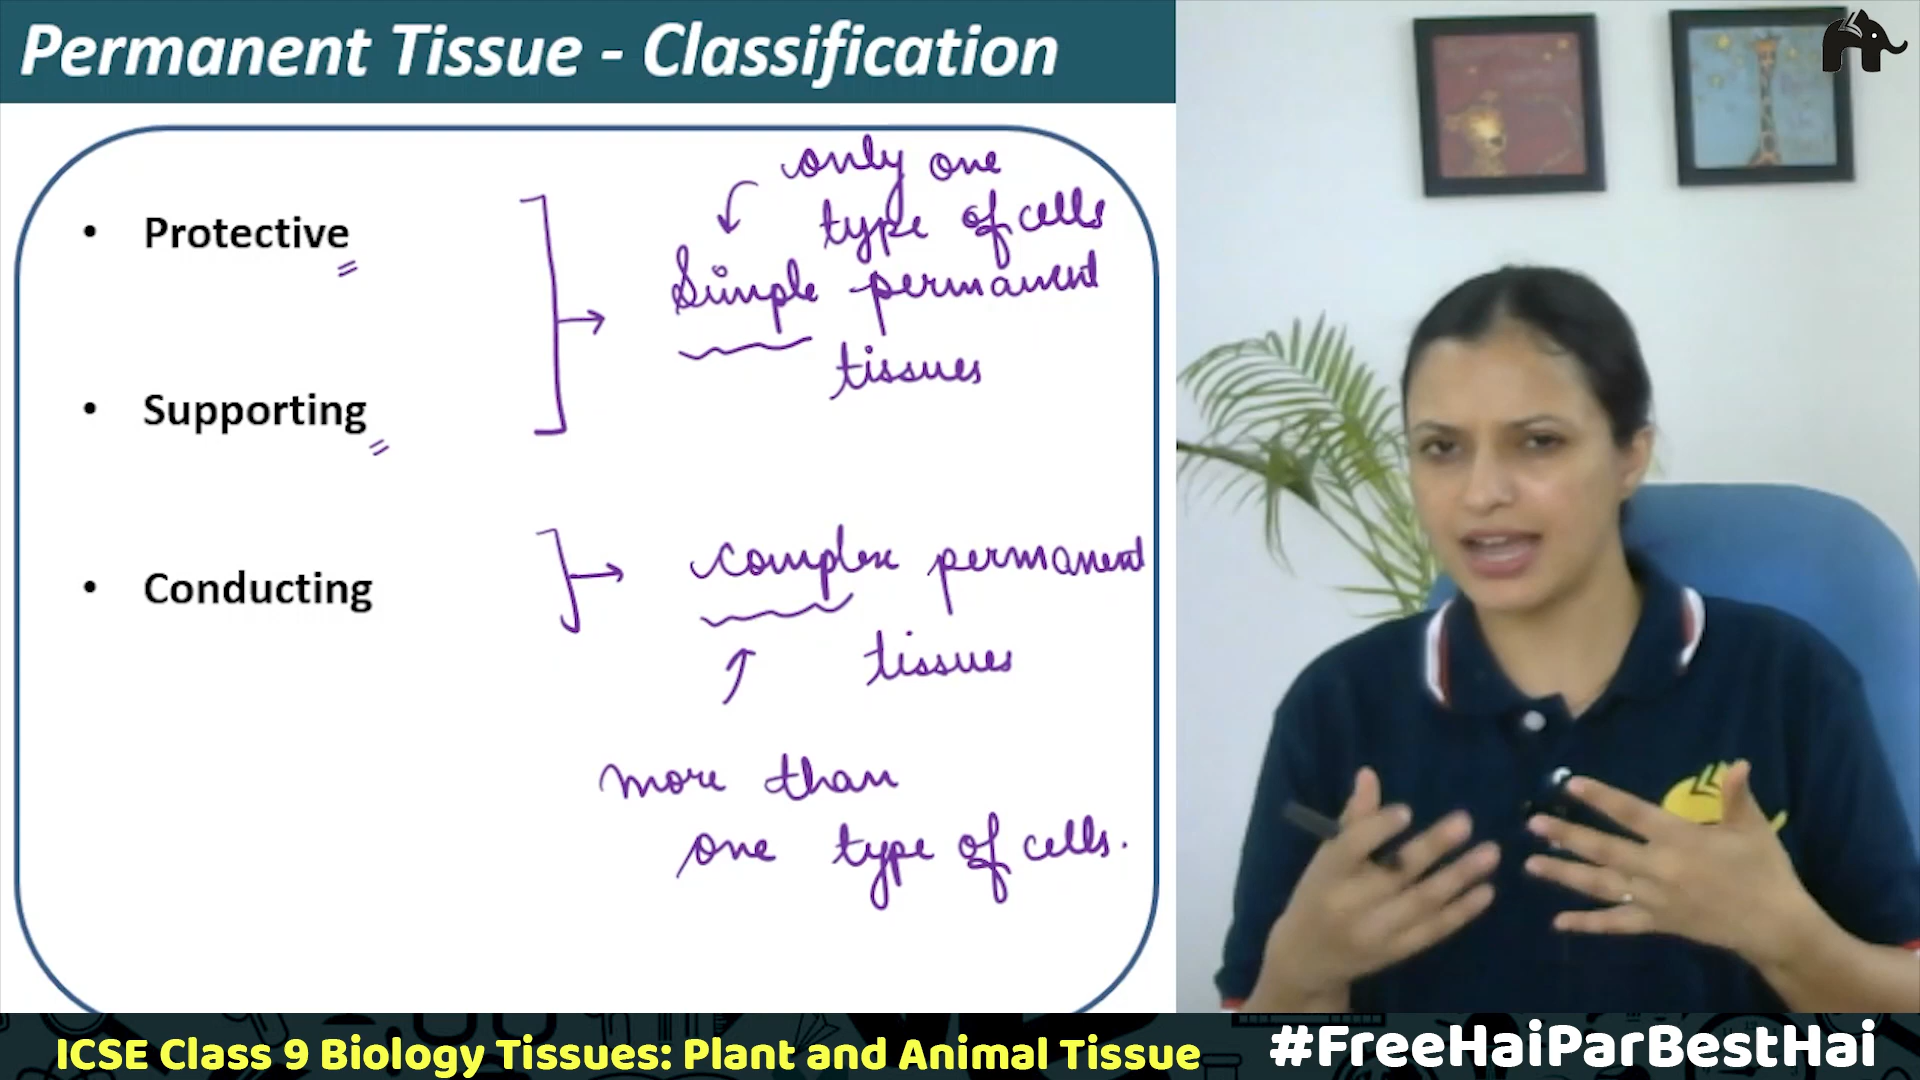 Permanent Tissue - Classification
only one
type of cells
• Protective
Simple permanent
tissues
• Supporting
complex permanent
• Conducting
tissues
more than
one type of cells.
ICSE Class 9 Biology Tissues: Plant and Animal Tissue
#FreeHaiParBestHai